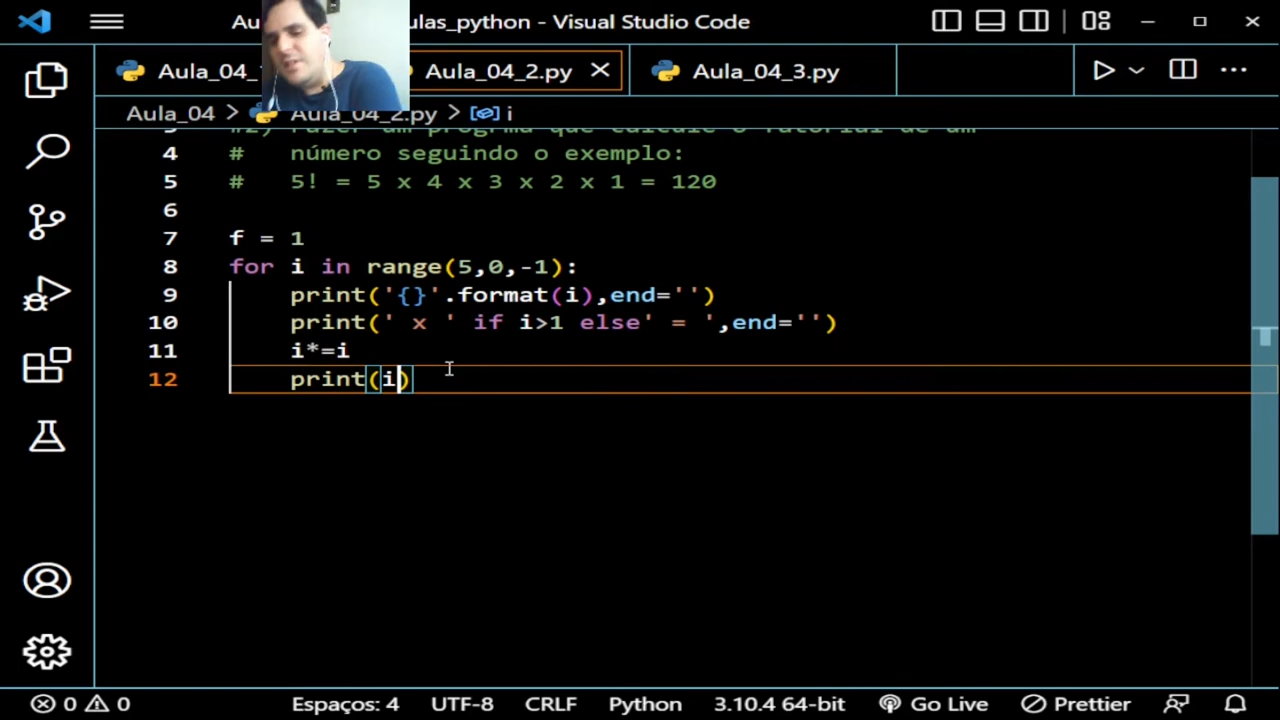 Au aulas_python - Visual Studio Code
Aula_04_ Aula_04_2.py Aula_04_3.py
Aula_04 > Aula_04_2.py > i
4 # número seguindo o exemplo:
5 # 5! = 5 x 4 x 3 x 2 x 1 = 120
6
7 f = 1
8 for i in range(5,0,-1):
9 print('{}'.format(i),end='')
10 print(' x ' if i>1 else' = ',end='')
11 i*=i
12 print(i)
0 0 Espaços: 4 UTF-8 CRLF Python 3.10.4 64-bit Go Live Prettier